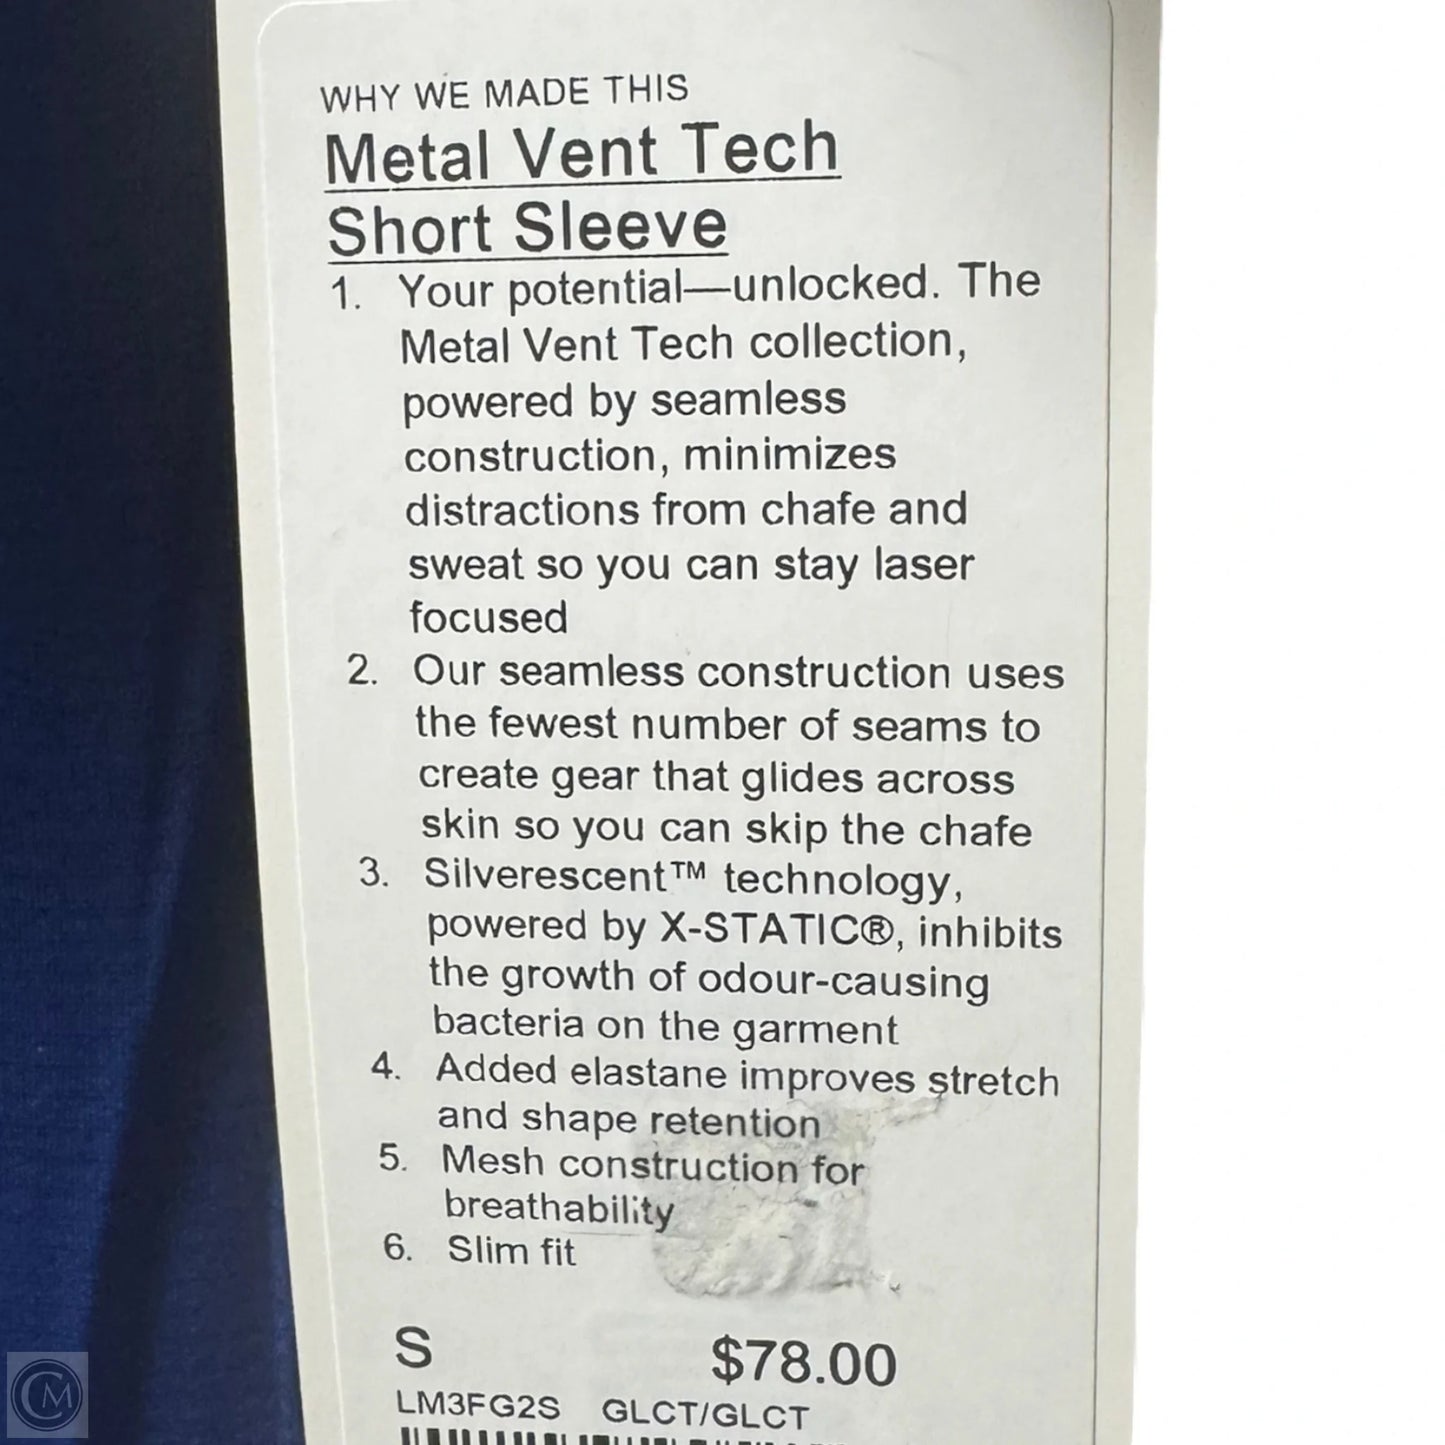 WHY WE MADE THIS
Metal Vent Tech
Short Sleeve
1. Your potential—unlocked. The
Metal Vent Tech collection,
powered by seamless
construction, minimizes
distractions from chafe and
sweat so you can stay laser
focused
2. Our seamless construction uses
the fewest number of seams to
create gear that glides across
skin so you can skip the chafe
3. Silverescent™ technology,
powered by X-STATIC®, inhibits
the growth of odour-causing
bacteria on the garment
4. Added elastane improves stretch
and shape retention
5. Mesh construction for
breathability
6. Slim fit
S $78.00
LM3FG2S GLCT/GLCT
CM